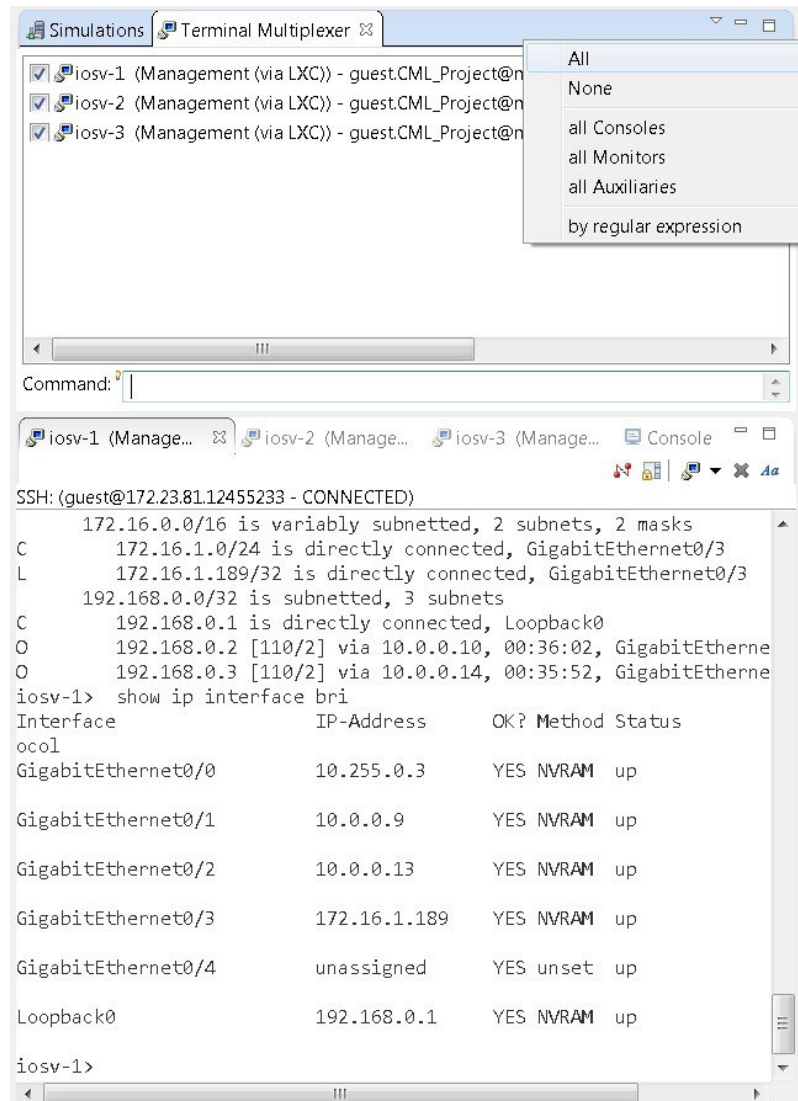 Simulations Terminal Multiplexer
All
iosv-1 (Management (via LXC)) - guest.CML_Project@
None
iosv-2 (Management (via LXC)) - guest.CML_Project@
iosv-3 (Management (via LXC)) - guest.CML_Project@
all Consoles
all Monitors
all Auxiliaries
by regular expression
Command:
iosv-1 (Manage... iosv-2 (Manage... iosv-3 (Manage... Console
Aa
SSH: (guest@172.23.81.12455233 - CONNECTED)
172.16.0.0/16 is variably subnetted, 2 subnets, 2 masks
C 172.16.1.0/24 is directly connected, GigabitEthernet0/3
L 172.16.1.189/32 is directly connected, GigabitEthernet0/3
192.168.0.0/32 is subnetted, 3 subnets
C 192.168.0.1 is directly connected, Loopback0
O 192.168.0.2 [110/2] via 10.0.0.10, 00:36:02, GigabitEtherne
O 192.168.0.3 [110/2] via 10.0.0.14, 00:35:52, GigabitEtherne
iosv-1> show ip interface bri
Interface IP-Address OK? Method Status
ocol
GigabitEthernet0/0 10.255.0.3 YES NVRAM up
GigabitEthernet0/1 10.0.0.9 YES NVRAM up
GigabitEthernet0/2 10.0.0.13 YES NVRAM up
GigabitEthernet0/3 172.16.1.189 YES NVRAM up
GigabitEthernet0/4 unassigned YES unset up
Loopback0 192.168.0.1 YES NVRAM up
iosv-1>